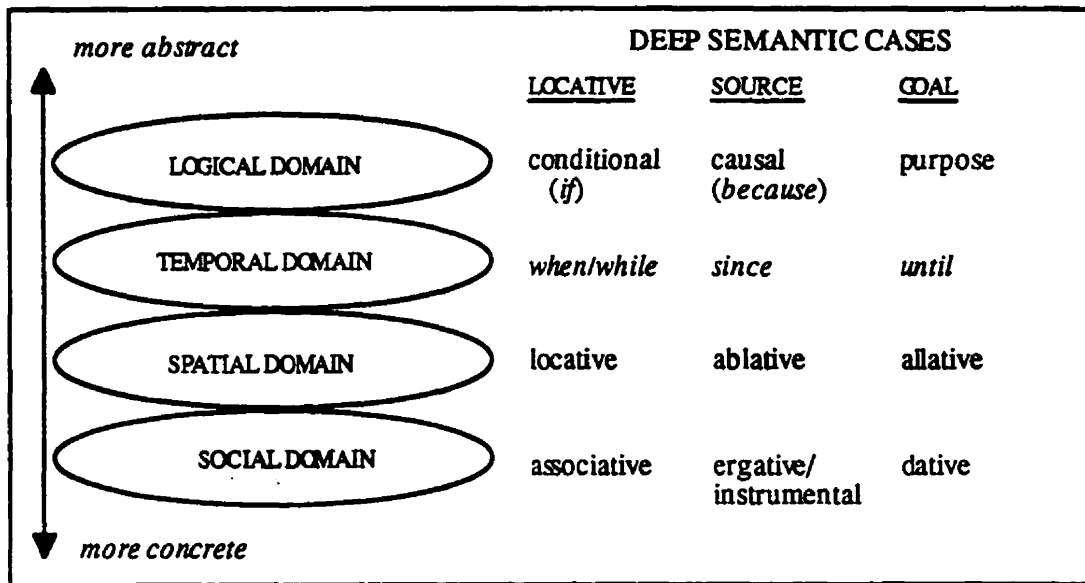 more abstract
DEEP SEMANTIC CASES
LOCATIVE SOURCE GOAL
LOGICAL DOMAIN conditional causal purpose
(if) (because)
TEMPORAL DOMAIN when/while since until
SPATIAL DOMAIN locative ablative allative
SOCIAL DOMAIN associative ergative/ dative
instrumental
more concrete